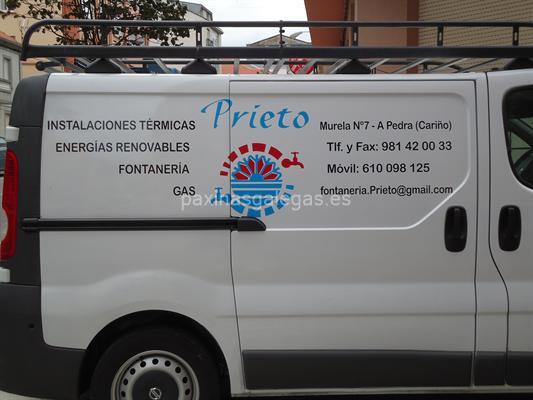 Prieto
INSTALACIONES TÉRMICAS
ENERGÍAS RENOVABLES
FONTANERÍA
GAS
Murela Nº7 - A Pedra (Cariño)
Tlf. y Fax: 981 42 00 33
Móvil: 610 098 125
fontaneria.Prieto@gmail.com
paxinasgalegas.es